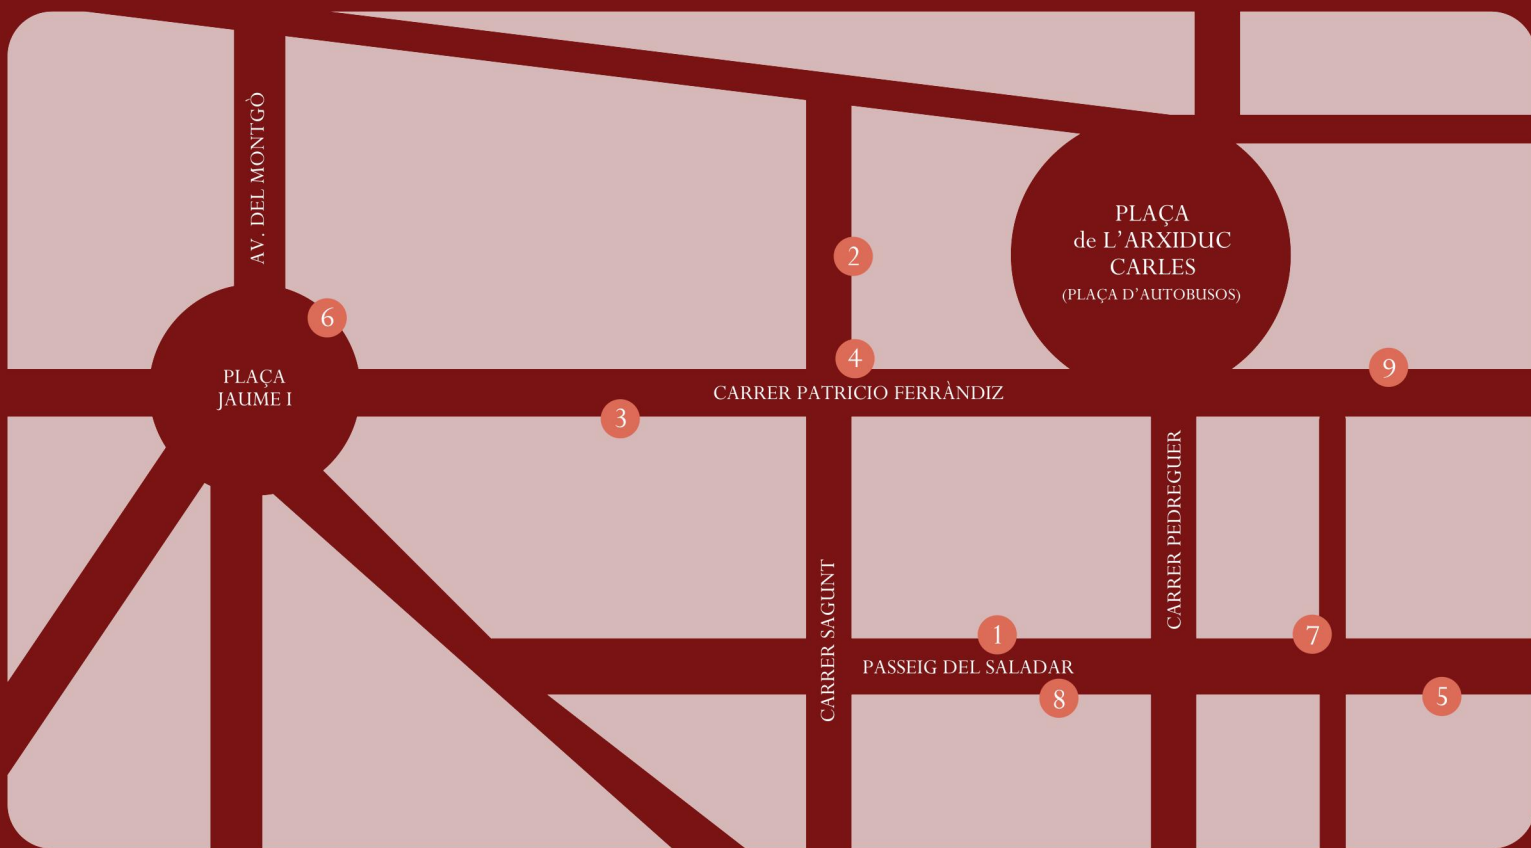 AV. DEL MONTGÒ
PLAÇA
de L'ARXIDUC
CARLES
(PLAÇA D'AUTOBUSOS)
2
6
4
9
PLAÇA
JAUME I
CARRER PATRICIO FERRÀNDIZ
3
CARRER PEDREGUER
CARRER SAGUNT
1
7
PASSEIG DEL SALADAR
8
5